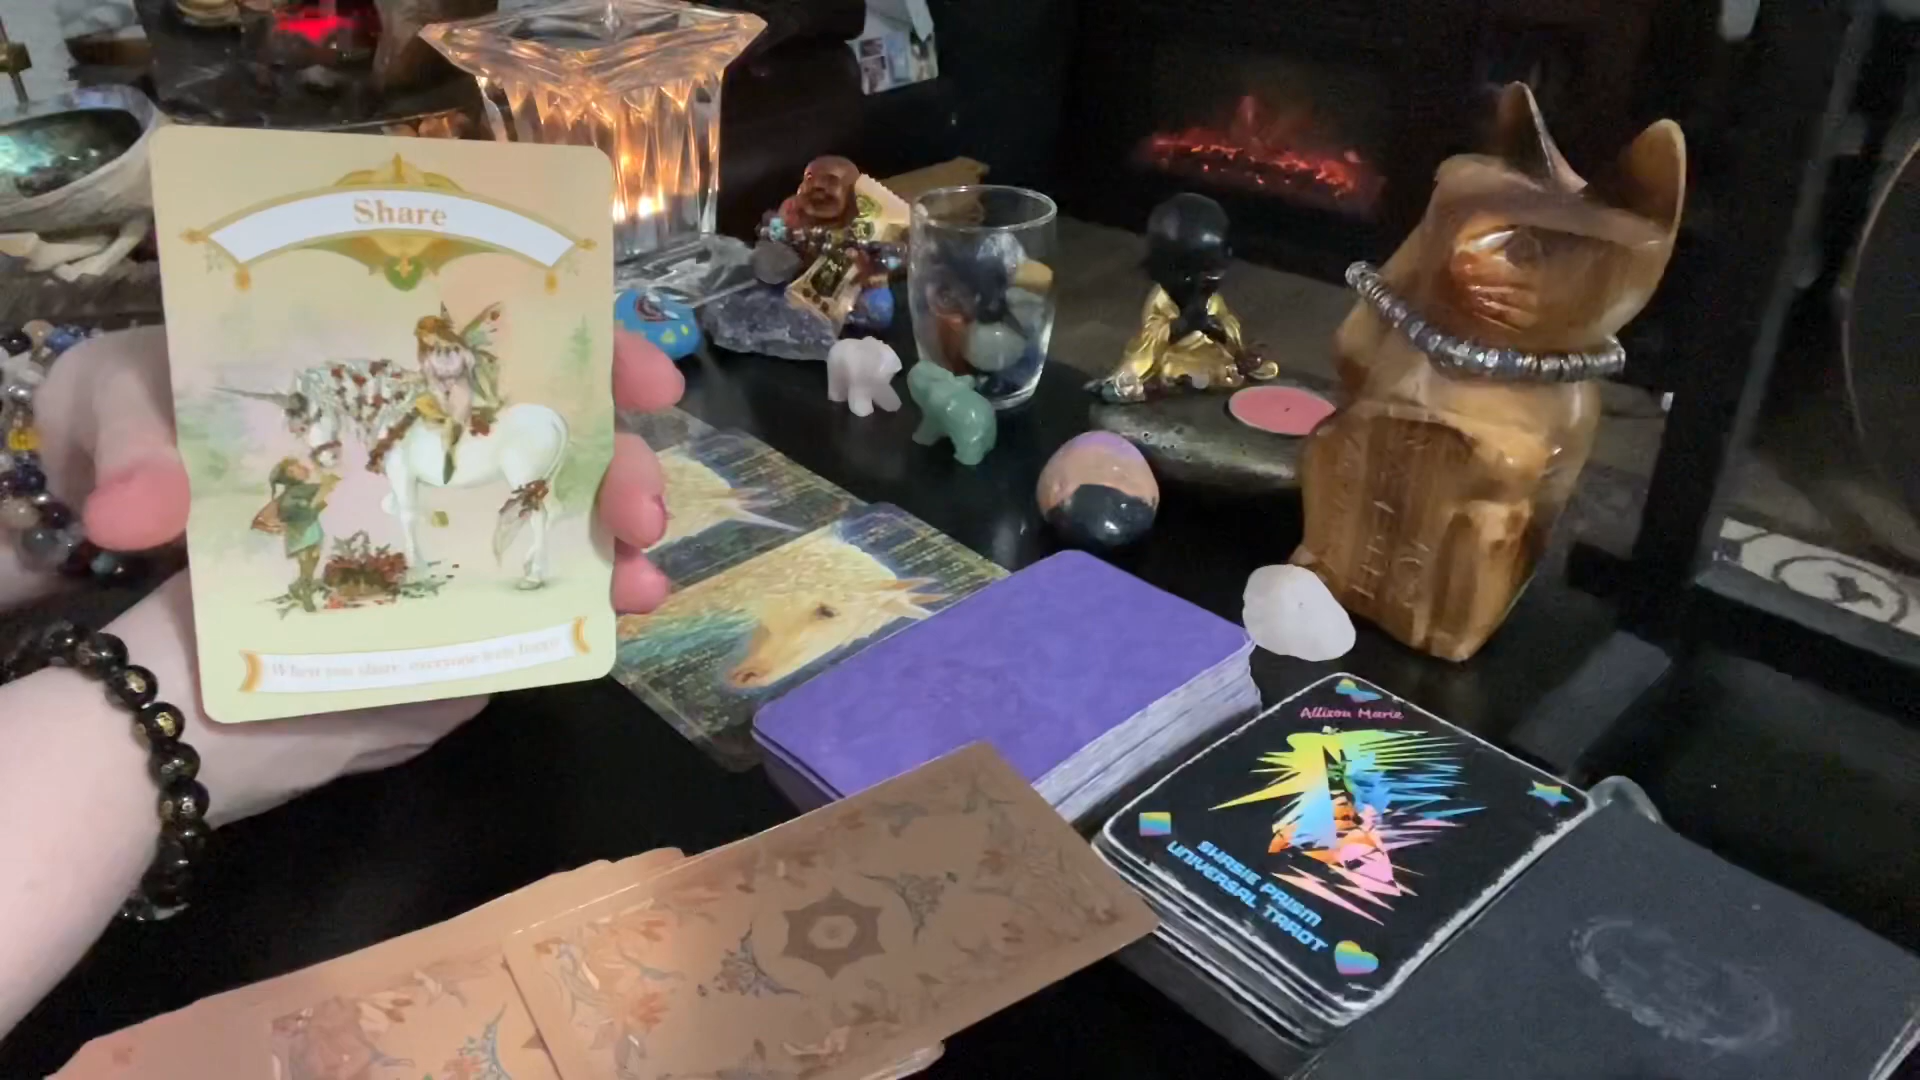 Share
When you share, everyone feels happy
Allison Marie
SHASIE PRISM
UNIVERSAL TAROT